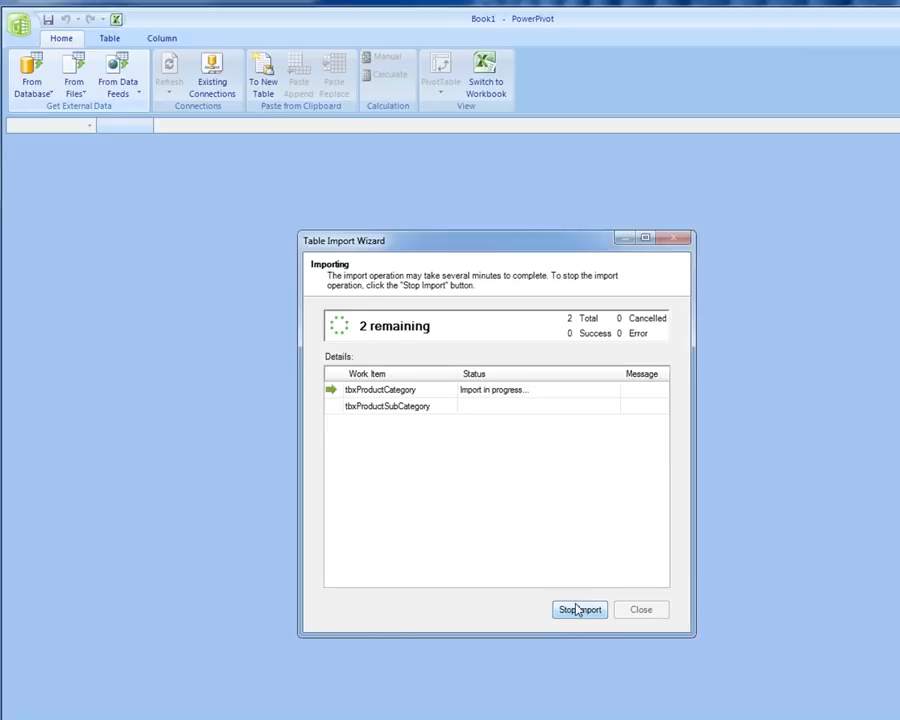 Book1 - PowerPivot
Home Table Column
From Database
From Files
From Data Feeds
Refresh
Existing Connections
To New Table
Paste Append
Paste Replace
Manual
Calculate
PivotTable
Switch to Workbook
Get External Data
Connections
Paste from Clipboard
Calculation
View
Table Import Wizard
Importing
The import operation may take several minutes to complete. To stop the import
operation, click the "Stop Import" button.
2 remaining
2 Total 0 Cancelled
0 Success 0 Error
Details:
Work Item Status Message
tbxProductCategory Import in progress...
tbxProductSubCategory
Stop Import Close